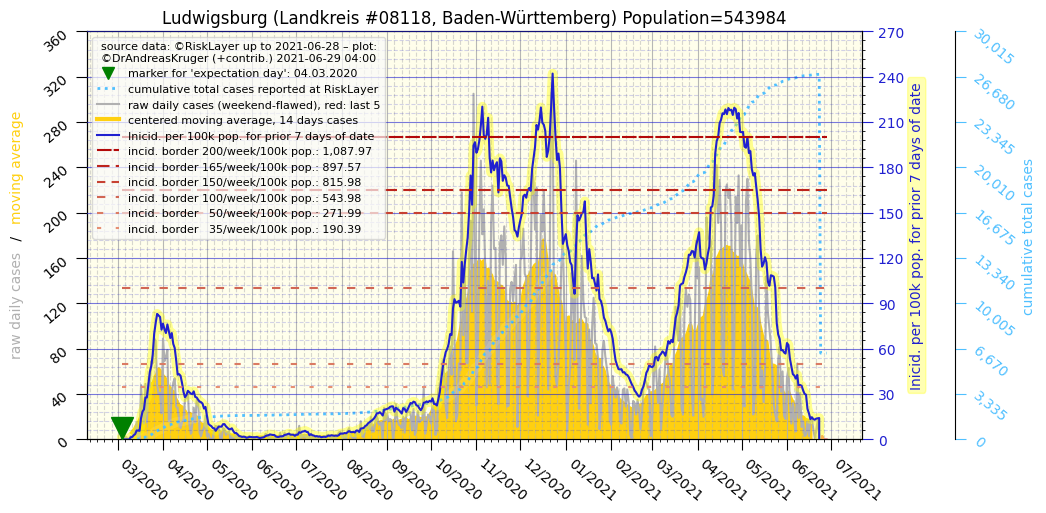 Ludwigsburg (Landkreis #08118, Baden-Württemberg) Population=543984
source data: ©RiskLayer up to 2021-06-28 – plot:
©DrAndreasKruger (+contrib.) 2021-06-29 04:00
marker for 'expectation day': 04.03.2020
cumulative total cases reported at RiskLayer
raw daily cases (weekend-flawed), red: last 5
centered moving average, 14 days cases
Inicid. per 100k pop. for prior 7 days of date
incid. border 200/week/100k pop.: 1,087.97
incid. border 165/week/100k pop.: 897.57
incid. border 150/week/100k pop.: 815.98
incid. border 100/week/100k pop.: 543.98
incid. border 50/week/100k pop.: 271.99
incid. border 35/week/100k pop.: 190.39
raw daily cases / moving average
360
320
280
240
200
160
120
80
40
0
03/2020
04/2020
05/2020
06/2020
07/2020
08/2020
09/2020
10/2020
11/2020
12/2020
01/2021
02/2021
03/2021
04/2021
05/2021
06/2021
07/2021
270
240
210
180
150
120
90
60
30
0
Inicid. per 100k pop. for prior 7 days of date
30,015
26,680
23,345
20,010
16,675
13,340
10,005
6,670
3,335
0
cumulative total cases